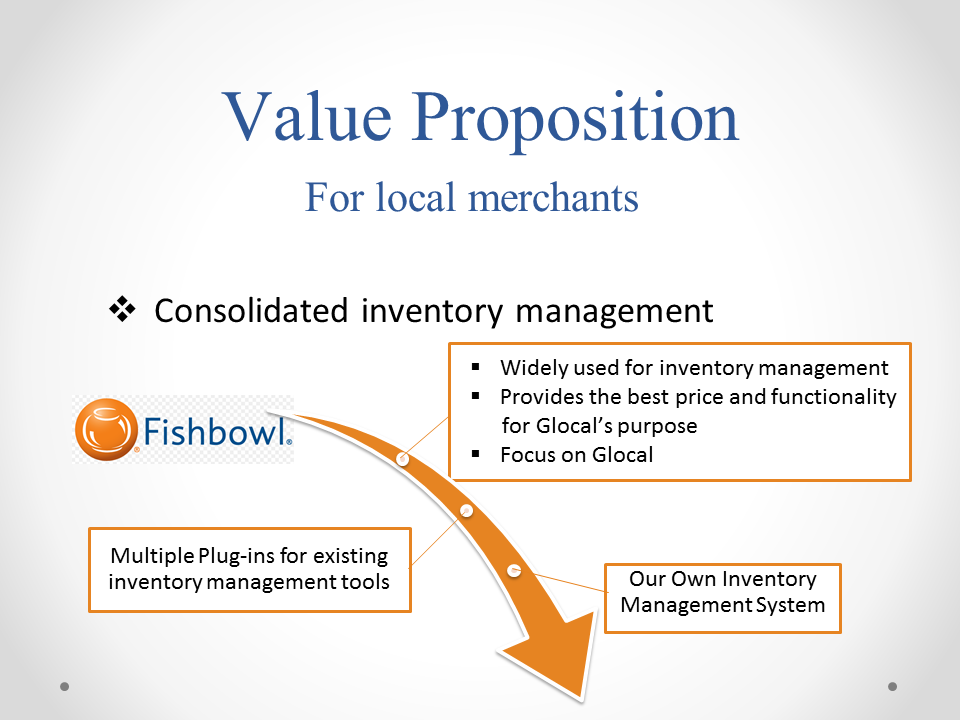 Value Proposition
For local merchants
❖ Consolidated inventory management
▪ Widely used for inventory management
▪ Provides the best price and functionality
for Glocal’s purpose
▪ Focus on Glocal
Fishbowl®
Multiple Plug-ins for existing
inventory management tools
Our Own Inventory
Management System